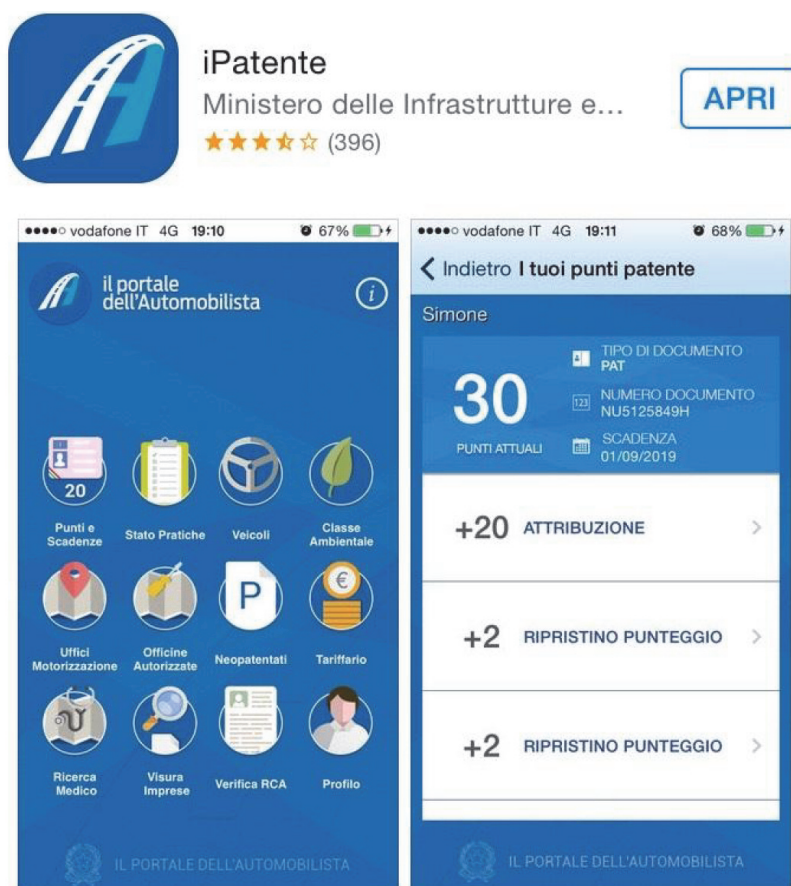 iPatente
Ministero delle Infrastrutture e...
APRI
(396)
vodafone IT 4G 19:10 67%
il portale
dell'Automobilista
i
20
Punti e
Scadenze
Stato Pratiche
Veicoli
Classe
Ambientale
P
€
Uffici
Motorizzazione
Officine
Autorizzate
Neopatentati
Tariffario
Ricerca
Medico
Visura
Imprese
Verifica RCA
Profilo
IL PORTALE DELL'AUTOMOBILISTA
vodafone IT 4G 19:11 68%
Indietro I tuoi punti patente
Simone
30
PUNTI ATTUALI
TIPO DI DOCUMENTO
PAT
123
NUMERO DOCUMENTO
NU5125849H
SCADENZA
01/09/2019
+20 ATTRIBUZIONE
+2 RIPRISTINO PUNTEGGIO
+2 RIPRISTINO PUNTEGGIO
IL PORTALE DELL'AUTOMOBILISTA